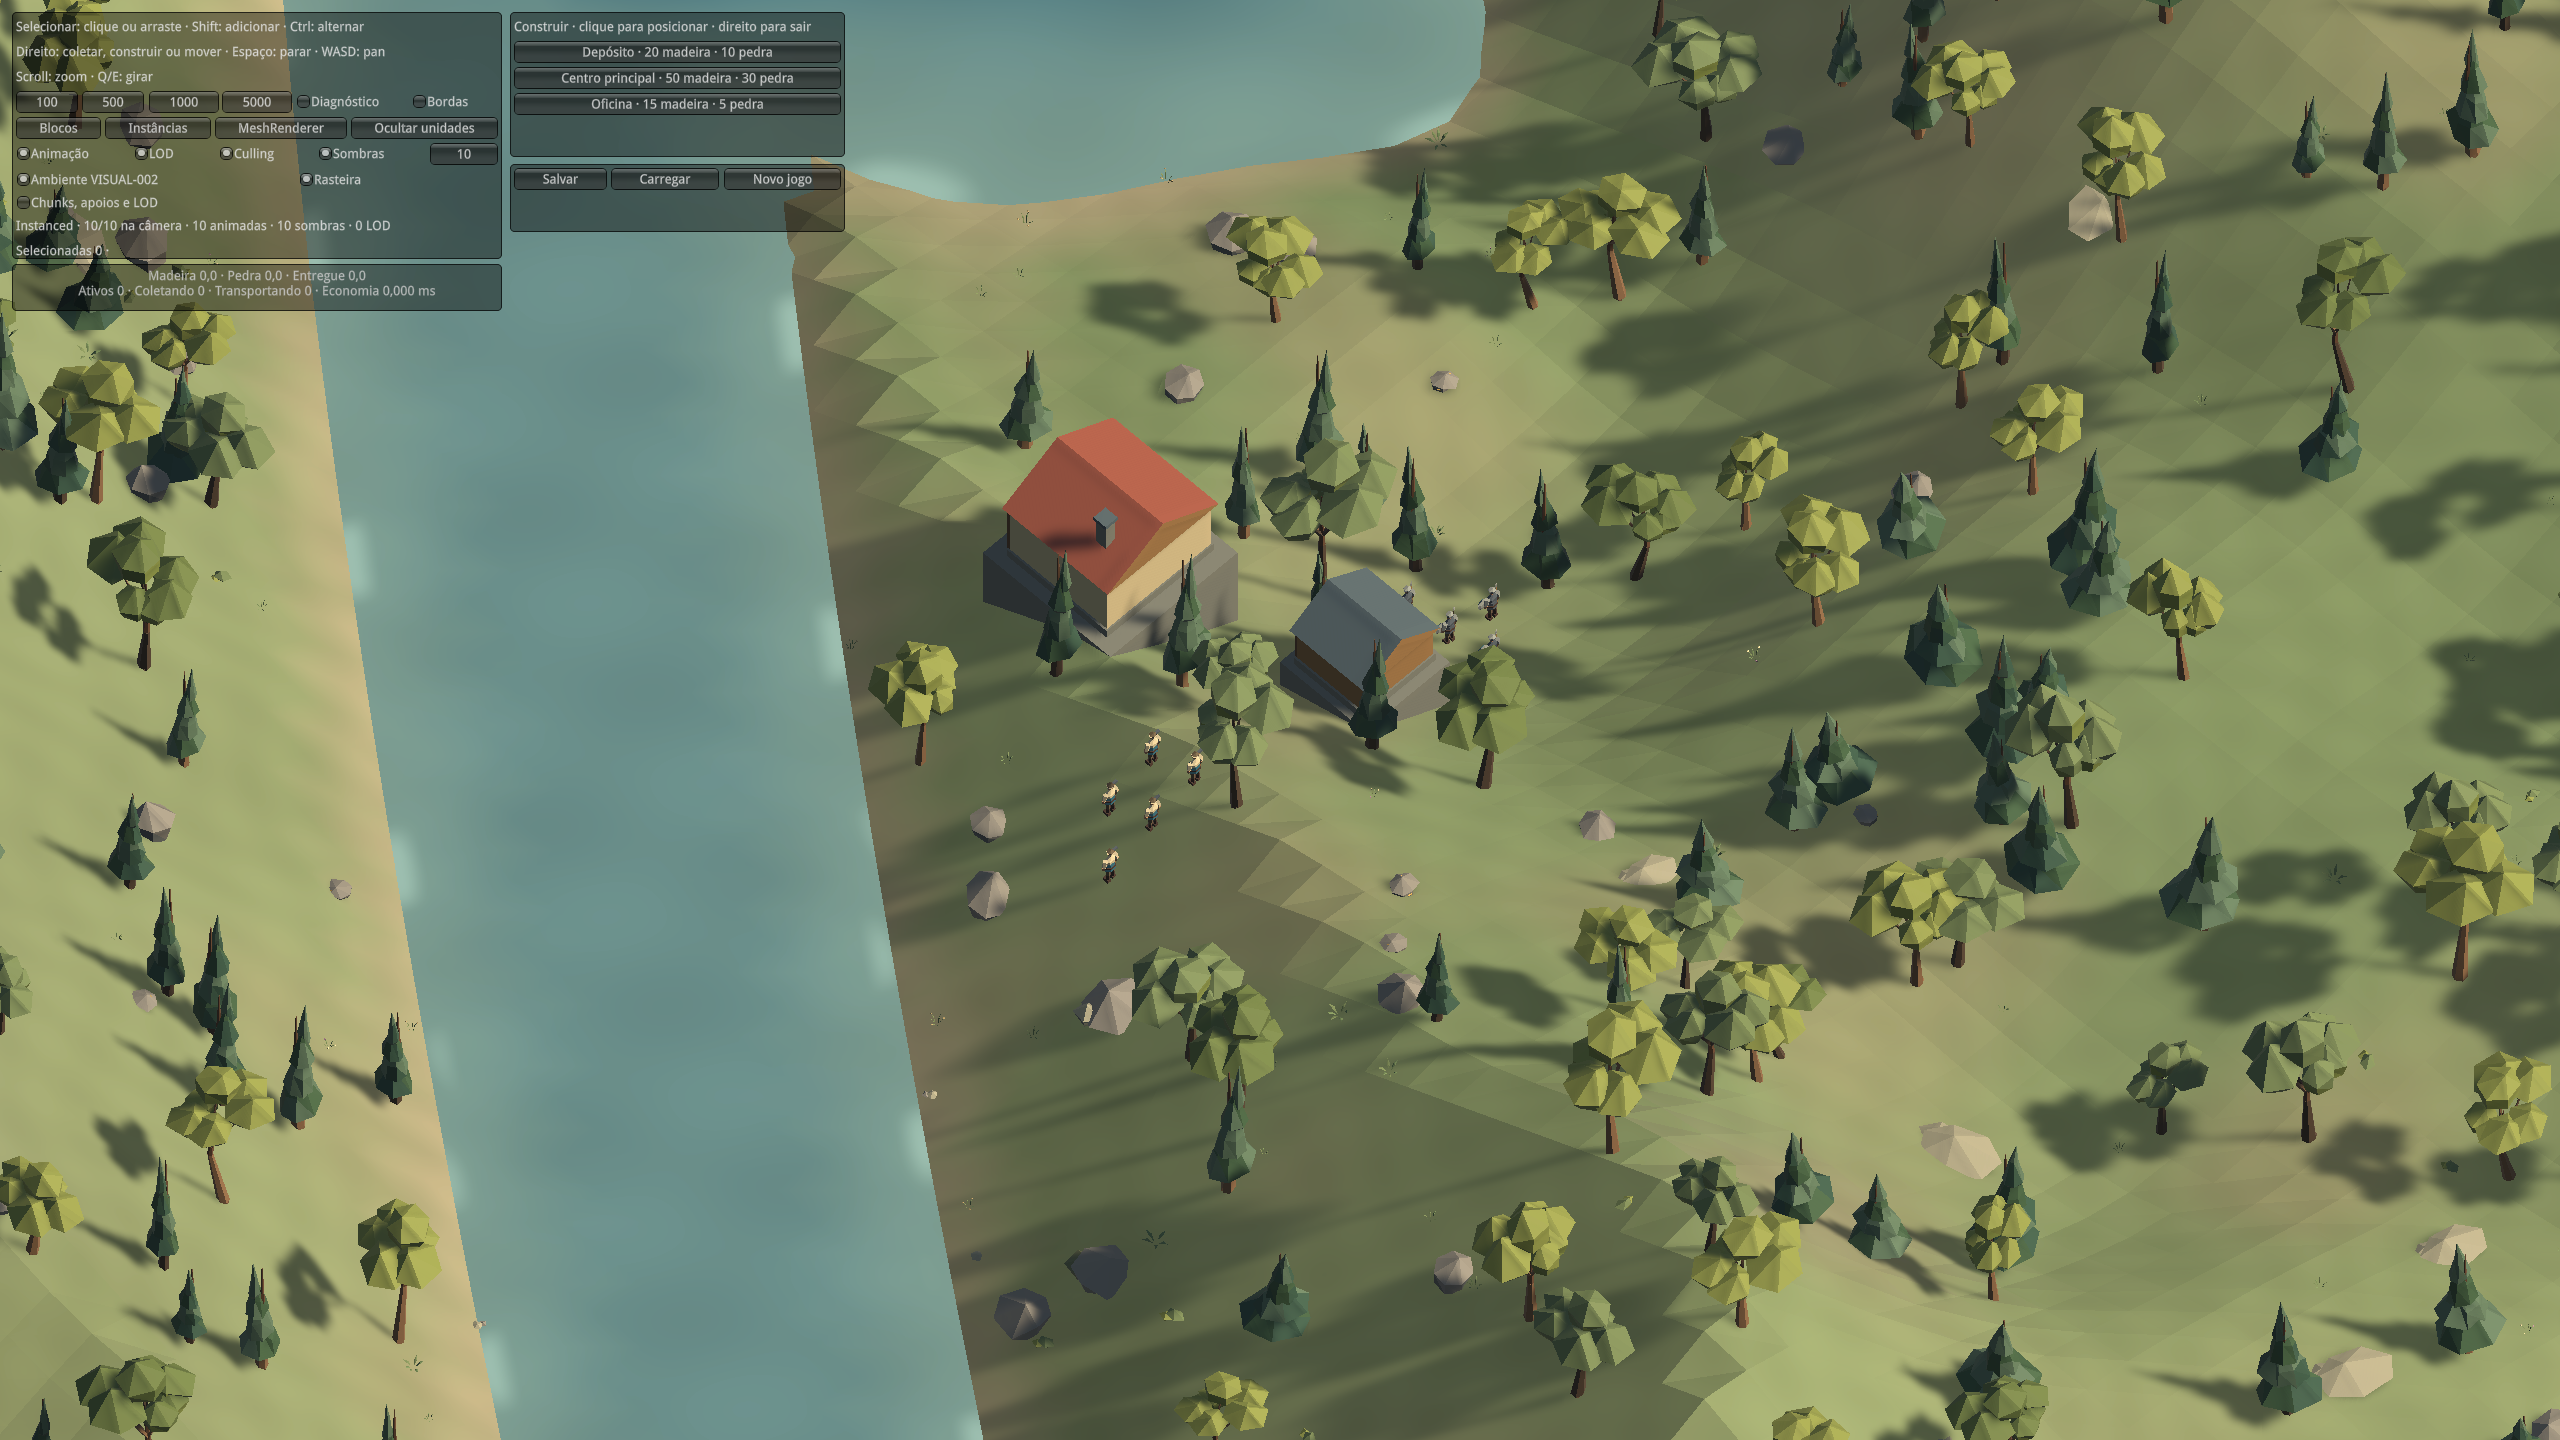 Selecionar: clique ou arraste · Shift: adicionar · Ctrl: alternar
Direito: coletar, construir ou mover · Espaço: parar · WASD: pan
Scroll: zoom · Q/E: girar
100 500 1000 5000 Diagnóstico Bordas
Blocos Instâncias MeshRenderer Ocultar unidades
Animação LOD Culling Sombras 10
Ambiente VISUAL-002 Rasteira
Chunks, apoios e LOD
Instanced · 10/10 na câmera · 10 animadas · 10 sombras · 0 LOD
Selecionadas 0 ·
Madeira 0,0 · Pedra 0,0 · Entregue 0,0
Ativos 0 · Coletando 0 · Transportando 0 · Economia 0,000 ms
Construir · clique para posicionar · direito para sair
Depósito · 20 madeira · 10 pedra
Centro principal · 50 madeira · 30 pedra
Oficina · 15 madeira · 5 pedra
Salvar Carregar Novo jogo